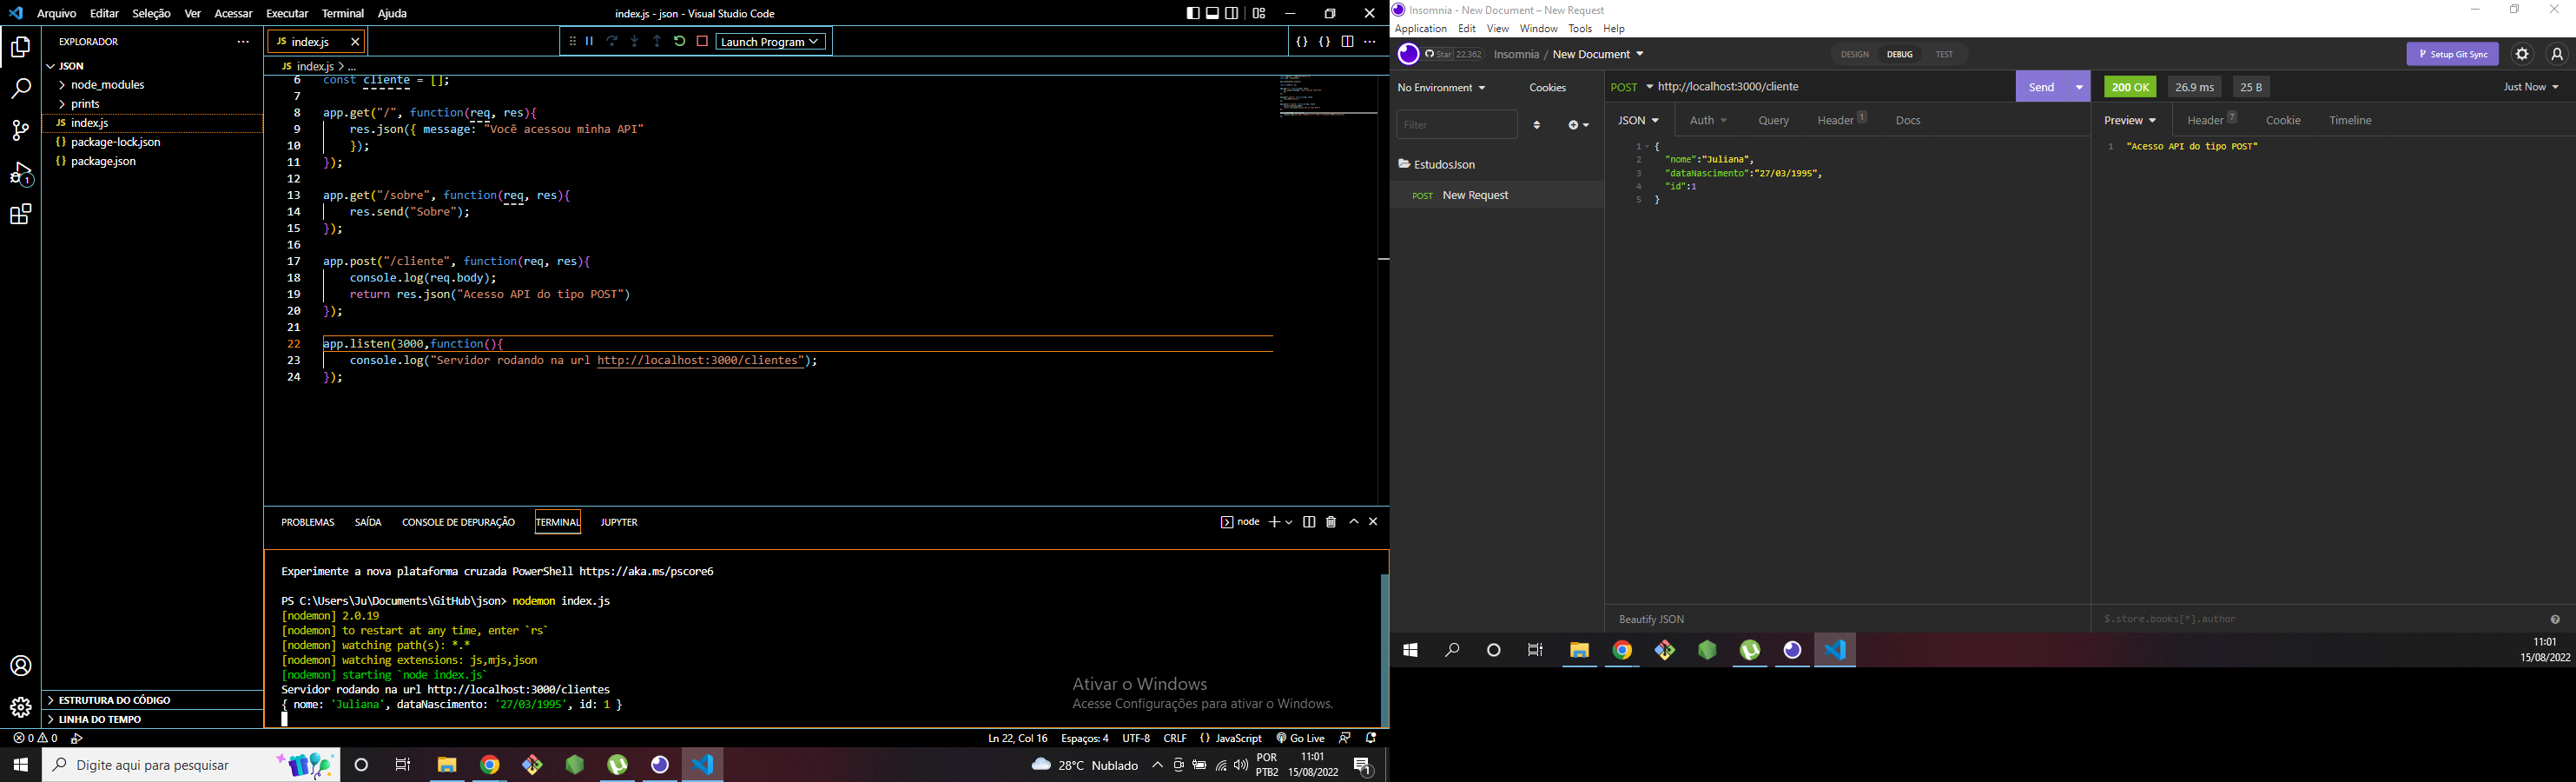 Arquivo Editar Seleção Ver Acessar Executar Terminal Ajuda
index.js - json - Visual Studio Code
EXPLORADOR
JSON
node_modules
prints
JS index.js
{} package-lock.json
{} package.json
ESTRUTURA DO CÓDIGO
LINHA DO TEMPO
JS index.js
Launch Program
JS index.js > ...
6 const cliente = [];
7
8 app.get("/", function(req, res){
9 res.json({ message: "Você acessou minha API"
10 });
11 });
12
13 app.get("/sobre", function(req, res){
14 res.send("Sobre");
15 });
16
17 app.post("/cliente", function(req, res){
18 console.log(req.body);
19 return res.json("Acesso API do tipo POST")
20 });
21
22 app.listen(3000,function(){
23 console.log("Servidor rodando na url http://localhost:3000/clientes");
24 });
PROBLEMAS SAÍDA CONSOLE DE DEPURAÇÃO TERMINAL JUPYTER
node
Experimente a nova plataforma cruzada PowerShell https://aka.ms/pscore6
PS C:\Users\Ju\Documents\GitHub\json> nodemon index.js
[nodemon] 2.0.19
[nodemon] to restart at any time, enter `rs`
[nodemon] watching path(s): *.*
[nodemon] watching extensions: js,mjs,json
[nodemon] starting `node index.js`
Servidor rodando na url http://localhost:3000/clientes
{ nome: 'Juliana', dataNascimento: '27/03/1995', id: 1 }
Ativar o Windows
Acesse Configurações para ativar o Windows.
0 0
Ln 22, Col 16 Espaços: 4 UTF-8 CRLF {} JavaScript Go Live
Digite aqui para pesquisar
28°C Nublado
POR
PTB2
11:01
15/08/2022
1
Insomnia - New Document – New Request
Application Edit View Window Tools Help
Star 22.362
Insomnia / New Document
DESIGN DEBUG TEST
Setup Git Sync
No Environment Cookies
Filter
EstudosJson
POST New Request
POST http://localhost:3000/cliente
Send
JSON Auth Query Header 1 Docs
1 {
2 "nome":"Juliana",
3 "dataNascimento":"27/03/1995",
4 "id":1
5 }
Beautify JSON
200 OK 26.9 ms 25 B
Just Now
Preview Header 7 Cookie Timeline
1 "Acesso API do tipo POST"
$.store.books[*].author
11:01
15/08/2022